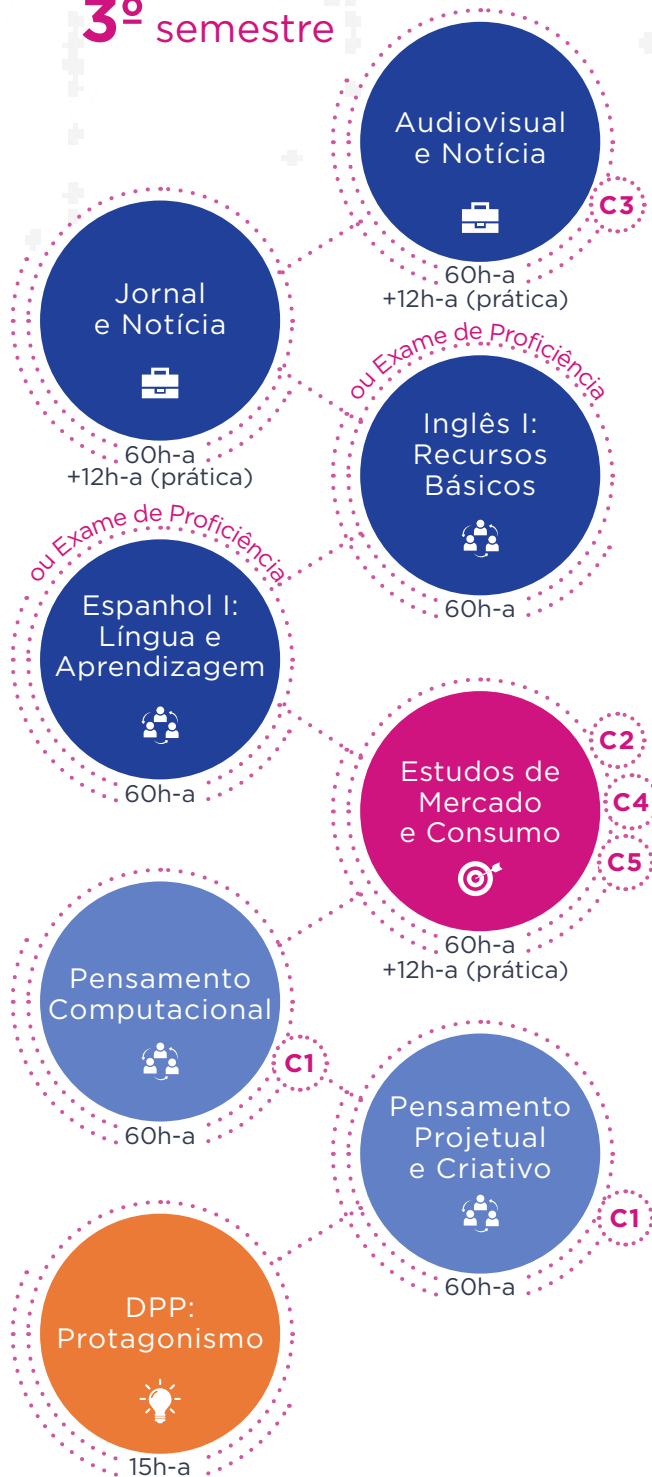 3º semestre
Audiovisual
e Notícia
C3
60h-a
+12h-a (prática)
Jornal
e Notícia
60h-a
+12h-a (prática)
ou Exame de Proficiência
Inglês I:
Recursos
Básicos
60h-a
ou Exame de Proficiência
Espanhol I:
Língua e
Aprendizagem
60h-a
Estudos de
Mercado
e Consumo
C2
C4
C5
60h-a
+12h-a (prática)
Pensamento
Computacional
C1
60h-a
Pensamento
Projetual
e Criativo
C1
60h-a
DPP:
Protagonismo
15h-a